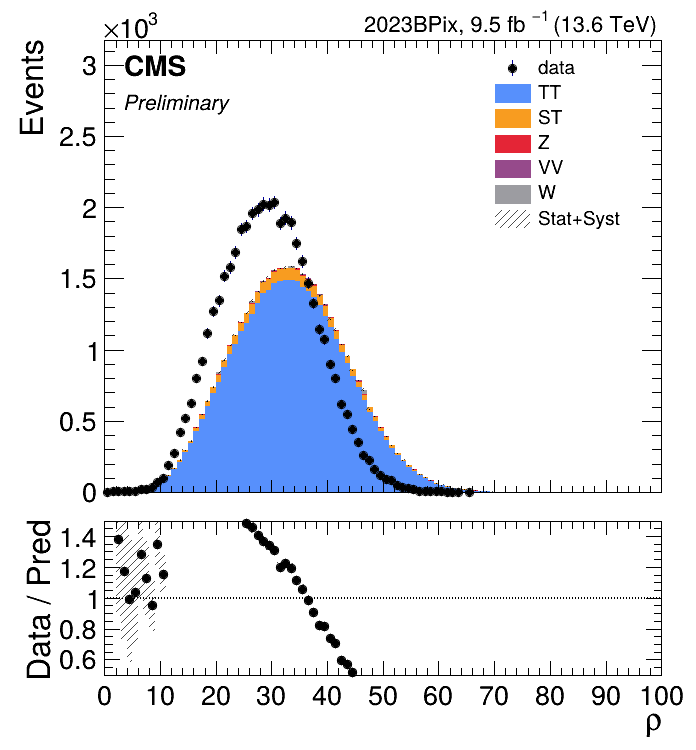 ×10³
2023BPix, 9.5 fb ⁻¹ (13.6 TeV)
Events
CMS
Preliminary
data
TT
ST
Z
VV
W
Stat+Syst
3
2.5
2
1.5
1
0.5
0
Data / Pred
1.4
1.2
1
0.8
0.6
0 10 20 30 40 50 60 70 80 90 100
ρ